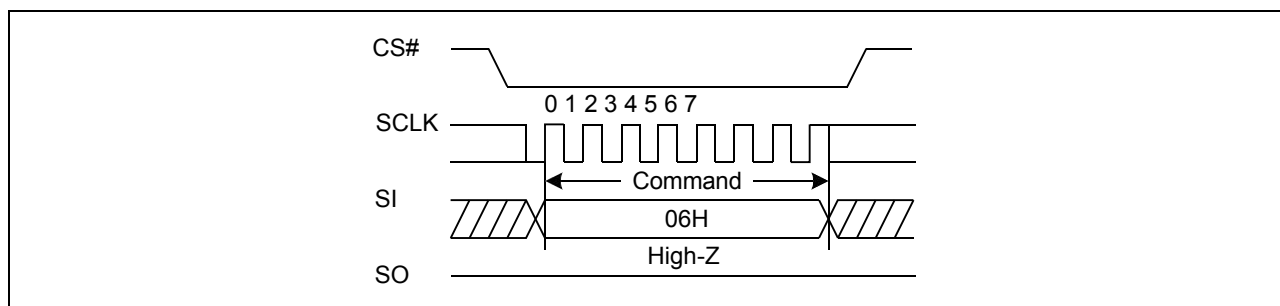 CS#
0 1 2 3 4 5 6 7
SCLK
Command
SI
06H
High-Z
SO